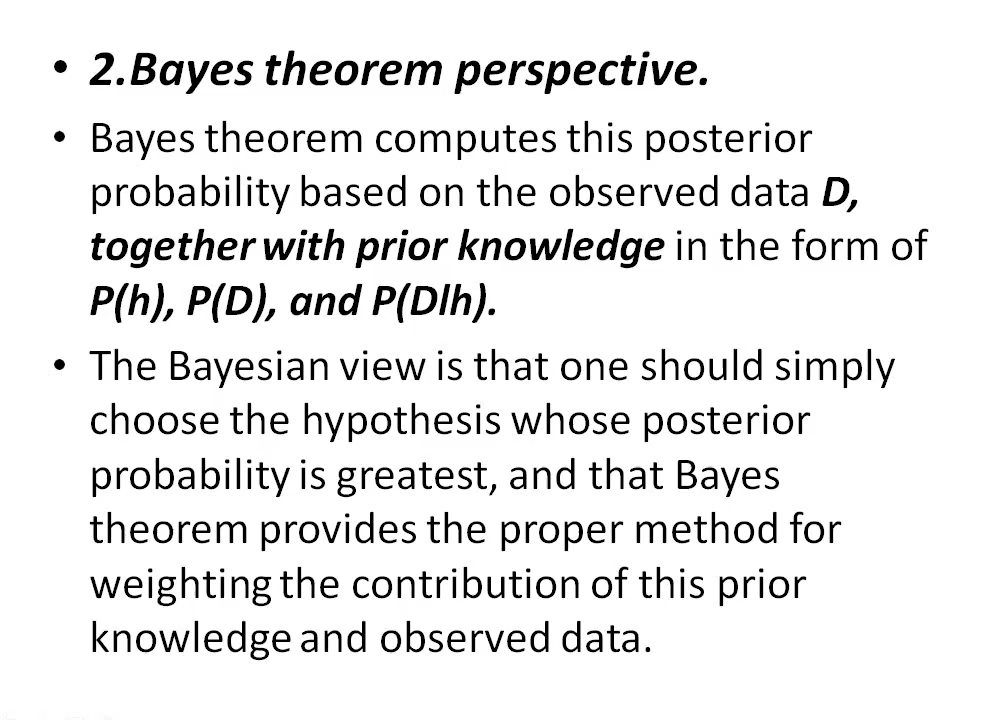 • 2.Bayes theorem perspective.
• Bayes theorem computes this posterior
probability based on the observed data D,
together with prior knowledge in the form of
P(h), P(D), and P(Dlh).
• The Bayesian view is that one should simply
choose the hypothesis whose posterior
probability is greatest, and that Bayes
theorem provides the proper method for
weighting the contribution of this prior
knowledge and observed data.